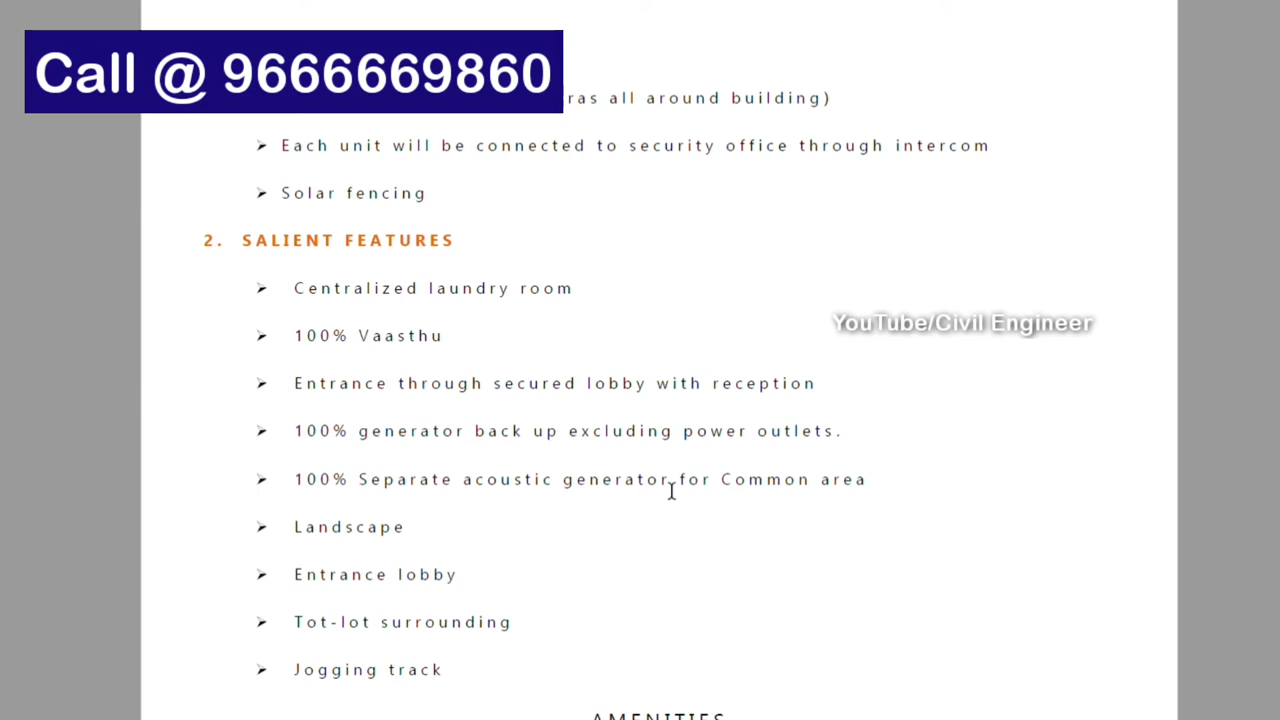 Call @ 9666669860
ras all around building)
➢ Each unit will be connected to security office through intercom
➢ Solar fencing
2. SALIENT FEATURES
➢ Centralized laundry room
➢ 100% Vaasthu
YouTube/Civil Engineer
➢ Entrance through secured lobby with reception
➢ 100% generator back up excluding power outlets.
➢ 100% Separate acoustic generator for Common area
➢ Landscape
➢ Entrance lobby
➢ Tot-lot surrounding
➢ Jogging track
AMENITIES